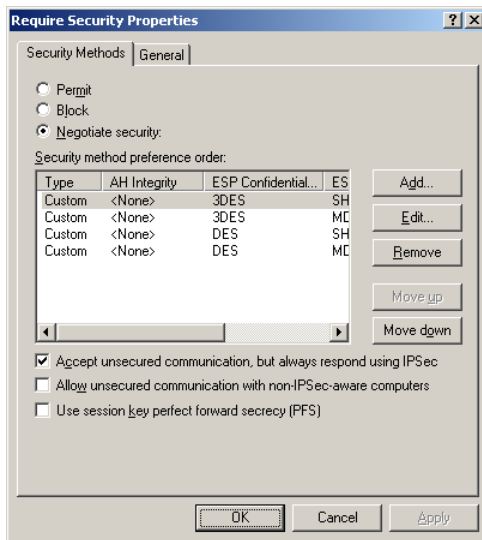 Require Security Properties
Security Methods General
Permit
Block
Negotiate security:
Security method preference order:
Type AH Integrity ESP Confidential... ES
Custom <None> 3DES SH
Custom <None> 3DES MD
Custom <None> DES SH
Custom <None> DES MD
Add...
Edit...
Remove
Move up
Move down
Accept unsecured communication, but always respond using IPSec
Allow unsecured communication with non-IPSec-aware computers
Use session key perfect forward secrecy (PFS)
OK Cancel Apply